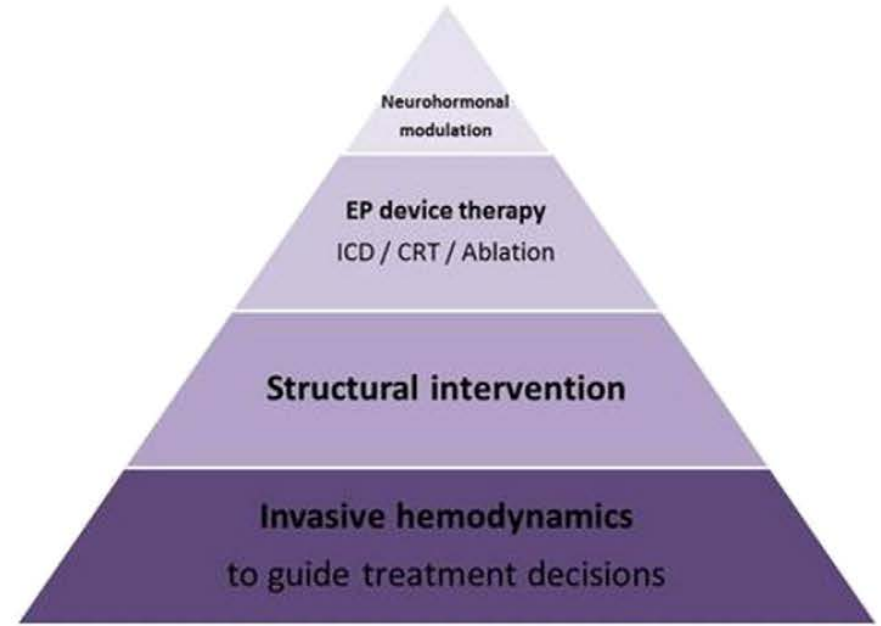 Neurohormonal
modulation
EP device therapy
ICD / CRT / Ablation
Structural intervention
Invasive hemodynamics
to guide treatment decisions